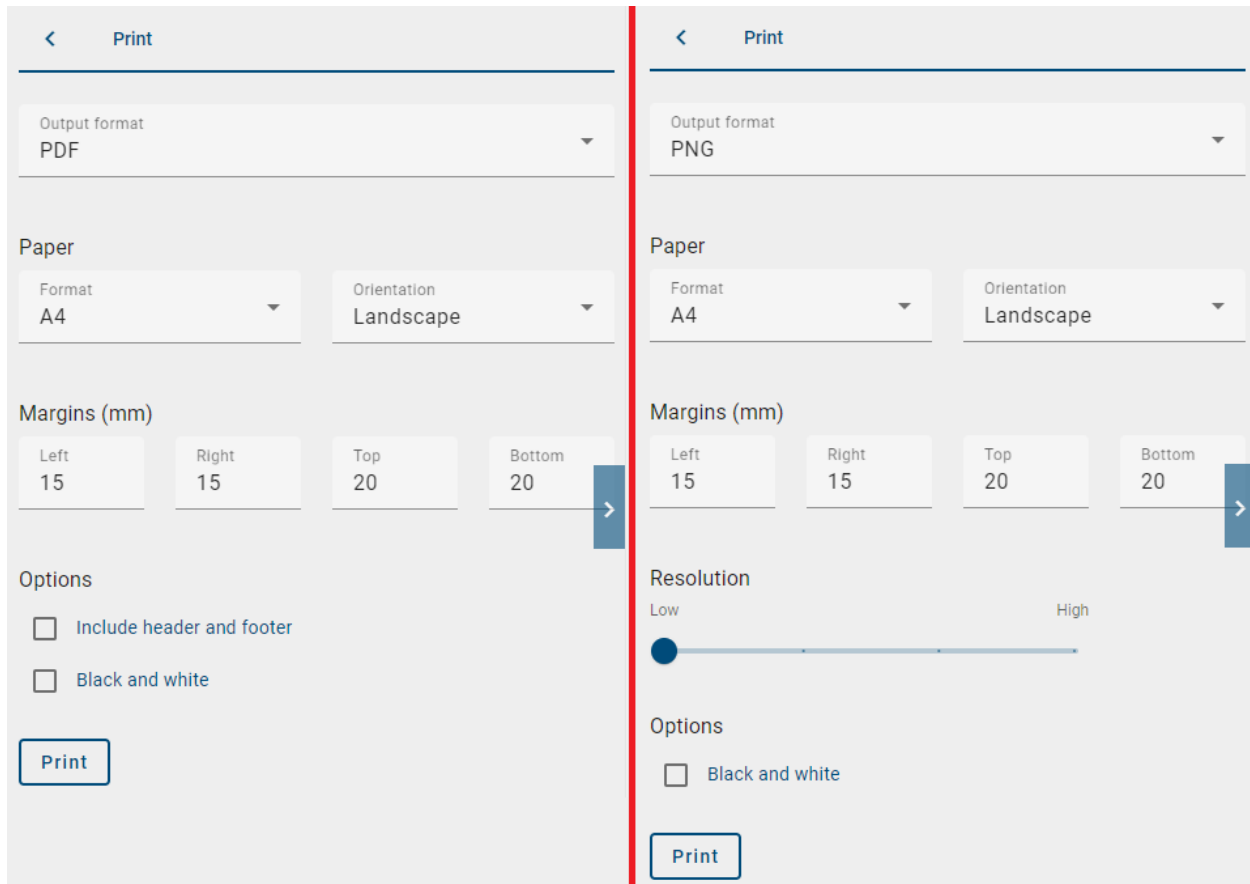 Print
Output format
PDF
Paper
Format
A4
Orientation
Landscape
Margins (mm)
Left
15
Right
15
Top
20
Bottom
20
Options
Include header and footer
Black and white
Print
Print
Output format
PNG
Paper
Format
A4
Orientation
Landscape
Margins (mm)
Left
15
Right
15
Top
20
Bottom
20
Resolution
Low
High
Options
Black and white
Print